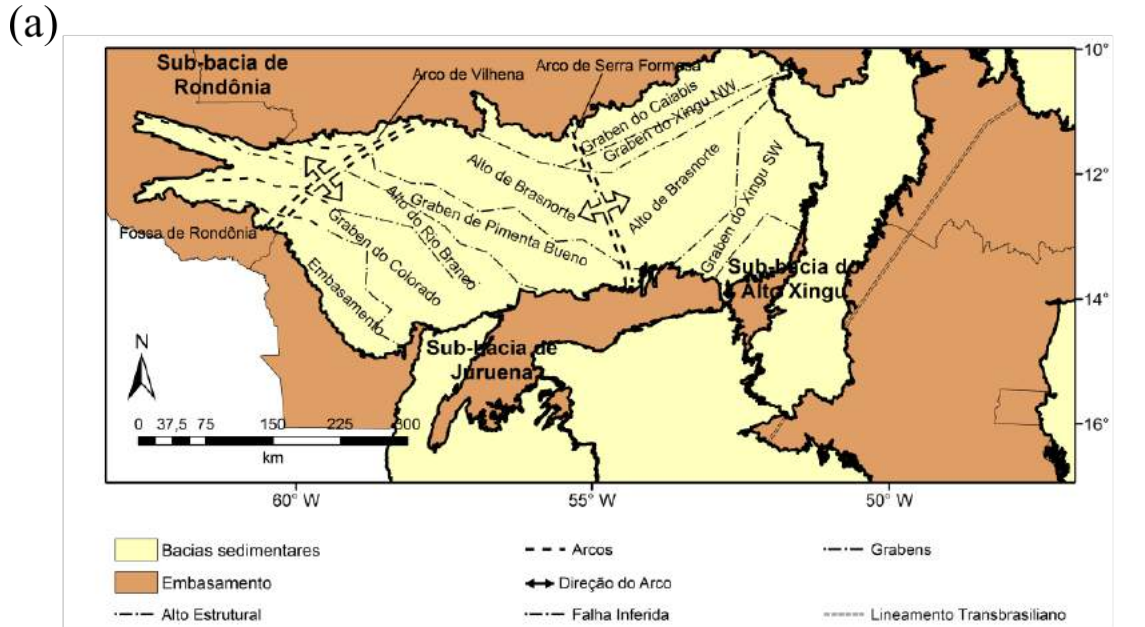 (a)
Sub-bacia de
Rondônia
Arco de Vilhena
Arco de Serra Formosa
10°
Graben do Caiabis
Graben do Xingu NW
Alto de Brasnorte
Alto de Brasnorte
Graben do Xingu SW
12°
Alto do Rio Branco
Graben de Pimenta Bueno
Fossa de Rondônia
Graben do Colorado
Embasamento
Sub-bacia do
Alto Xingu
14°
N
Sub-bacia de
Juruena
0 37,5 75 150 225 300
km
16°
60° W 55° W 50° W
Bacias sedimentares
Arcos
Grabens
Embasamento
Direção do Arco
Alto Estrutural
Falha Inferida
Lineamento Transbrasiliano